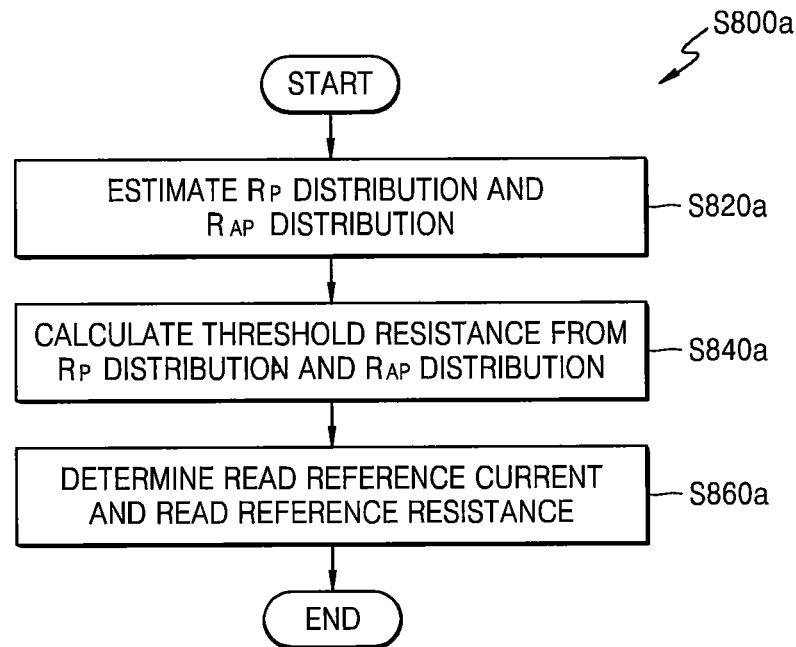 S800a
START
ESTIMATE RP DISTRIBUTION AND
RAP DISTRIBUTION
S820a
CALCULATE THRESHOLD RESISTANCE FROM
RP DISTRIBUTION AND RAP DISTRIBUTION
S840a
DETERMINE READ REFERENCE CURRENT
AND READ REFERENCE RESISTANCE
S860a
END